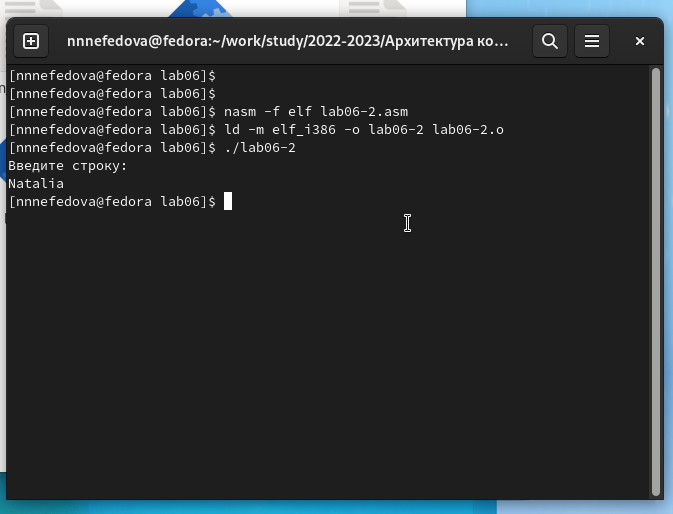 nnnefedova@fedora:~/work/study/2022-2023/Архитектура ко...
[nnnefedova@fedora lab06]$
[nnnefedova@fedora lab06]$
[nnnefedova@fedora lab06]$ nasm -f elf lab06-2.asm
[nnnefedova@fedora lab06]$ ld -m elf_i386 -o lab06-2 lab06-2.o
[nnnefedova@fedora lab06]$ ./lab06-2
Введите строку:
Natalia
[nnnefedova@fedora lab06]$